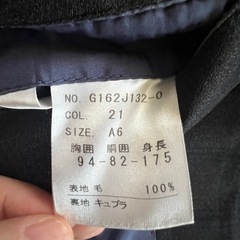 NO. G162J132-0
COL. 21
SIZE. A6
胸囲 胴囲 身長
94-82-175
表地 毛 100%
裏地 キュプラ